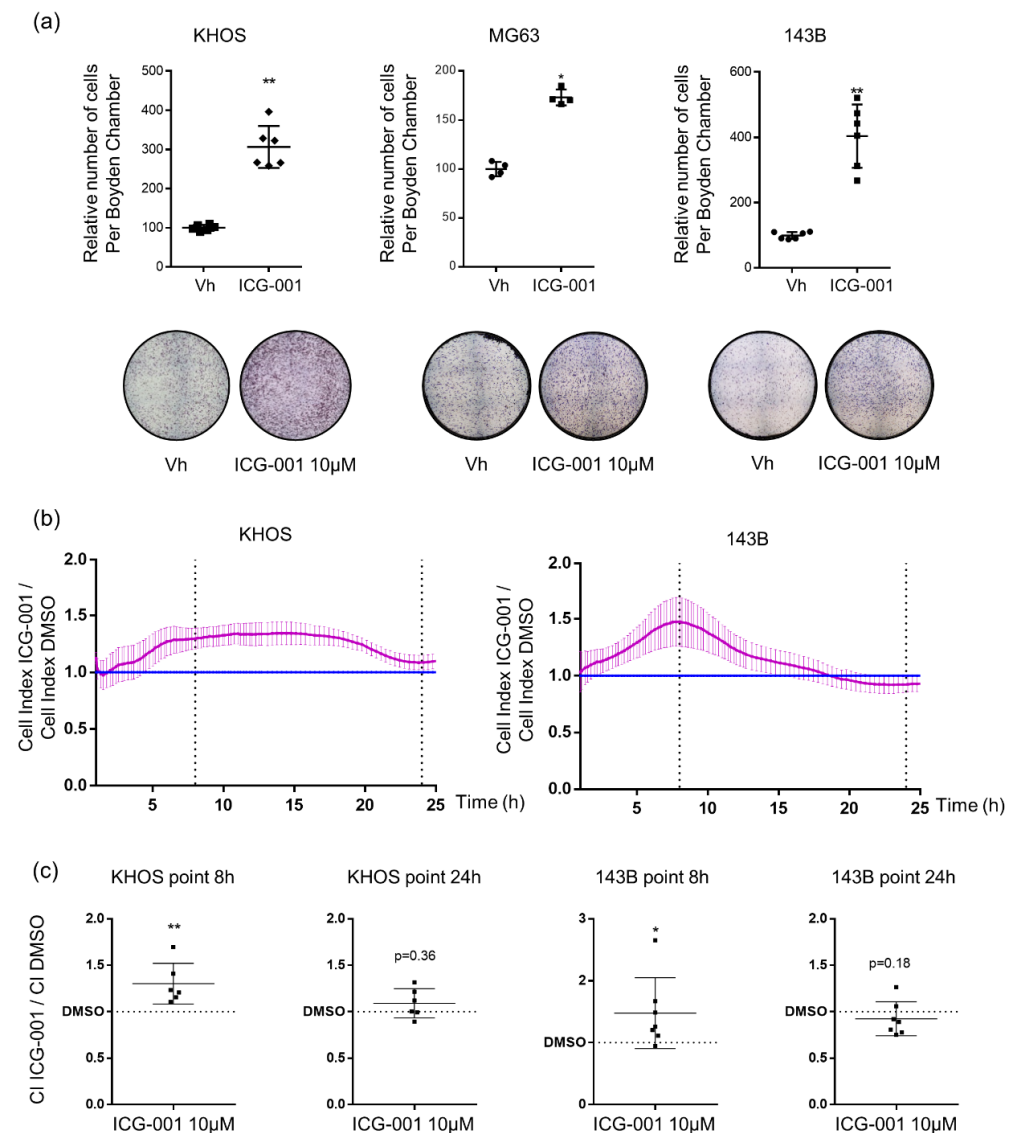 (a)
KHOS
MG63
143B
Relative number of cells
Per Boyden Chamber
500
400
300
200
100
0
**
Vh
ICG-001
Relative number of cells
Per Boyden Chamber
200
150
100
50
0
*
Vh
ICG-001
Relative number of cells
Per Boyden Chamber
600
400
200
0
**
Vh
ICG-001
Vh
ICG-001 10µM
Vh
ICG-001 10µM
Vh
ICG-001 10µM
(b)
KHOS
Cell Index ICG-001 /
Cell Index DMSO
2.0
1.5
1.0
0.5
0.0
5
10
15
20
25
Time (h)
143B
Cell Index ICG-001 /
Cell Index DMSO
2.0
1.5
1.0
0.5
0.0
5
10
15
20
25
Time (h)
(c)
CI ICG-001 / CI DMSO
KHOS point 8h
2.0
1.5
DMSO
0.5
0.0
**
ICG-001 10µM
KHOS point 24h
2.0
1.5
DMSO
0.5
0.0
p=0.36
ICG-001 10µM
143B point 8h
3
2
DMSO
0
*
ICG-001 10µM
143B point 24h
2.0
1.5
DMSO
0.5
0.0
p=0.18
ICG-001 10µM